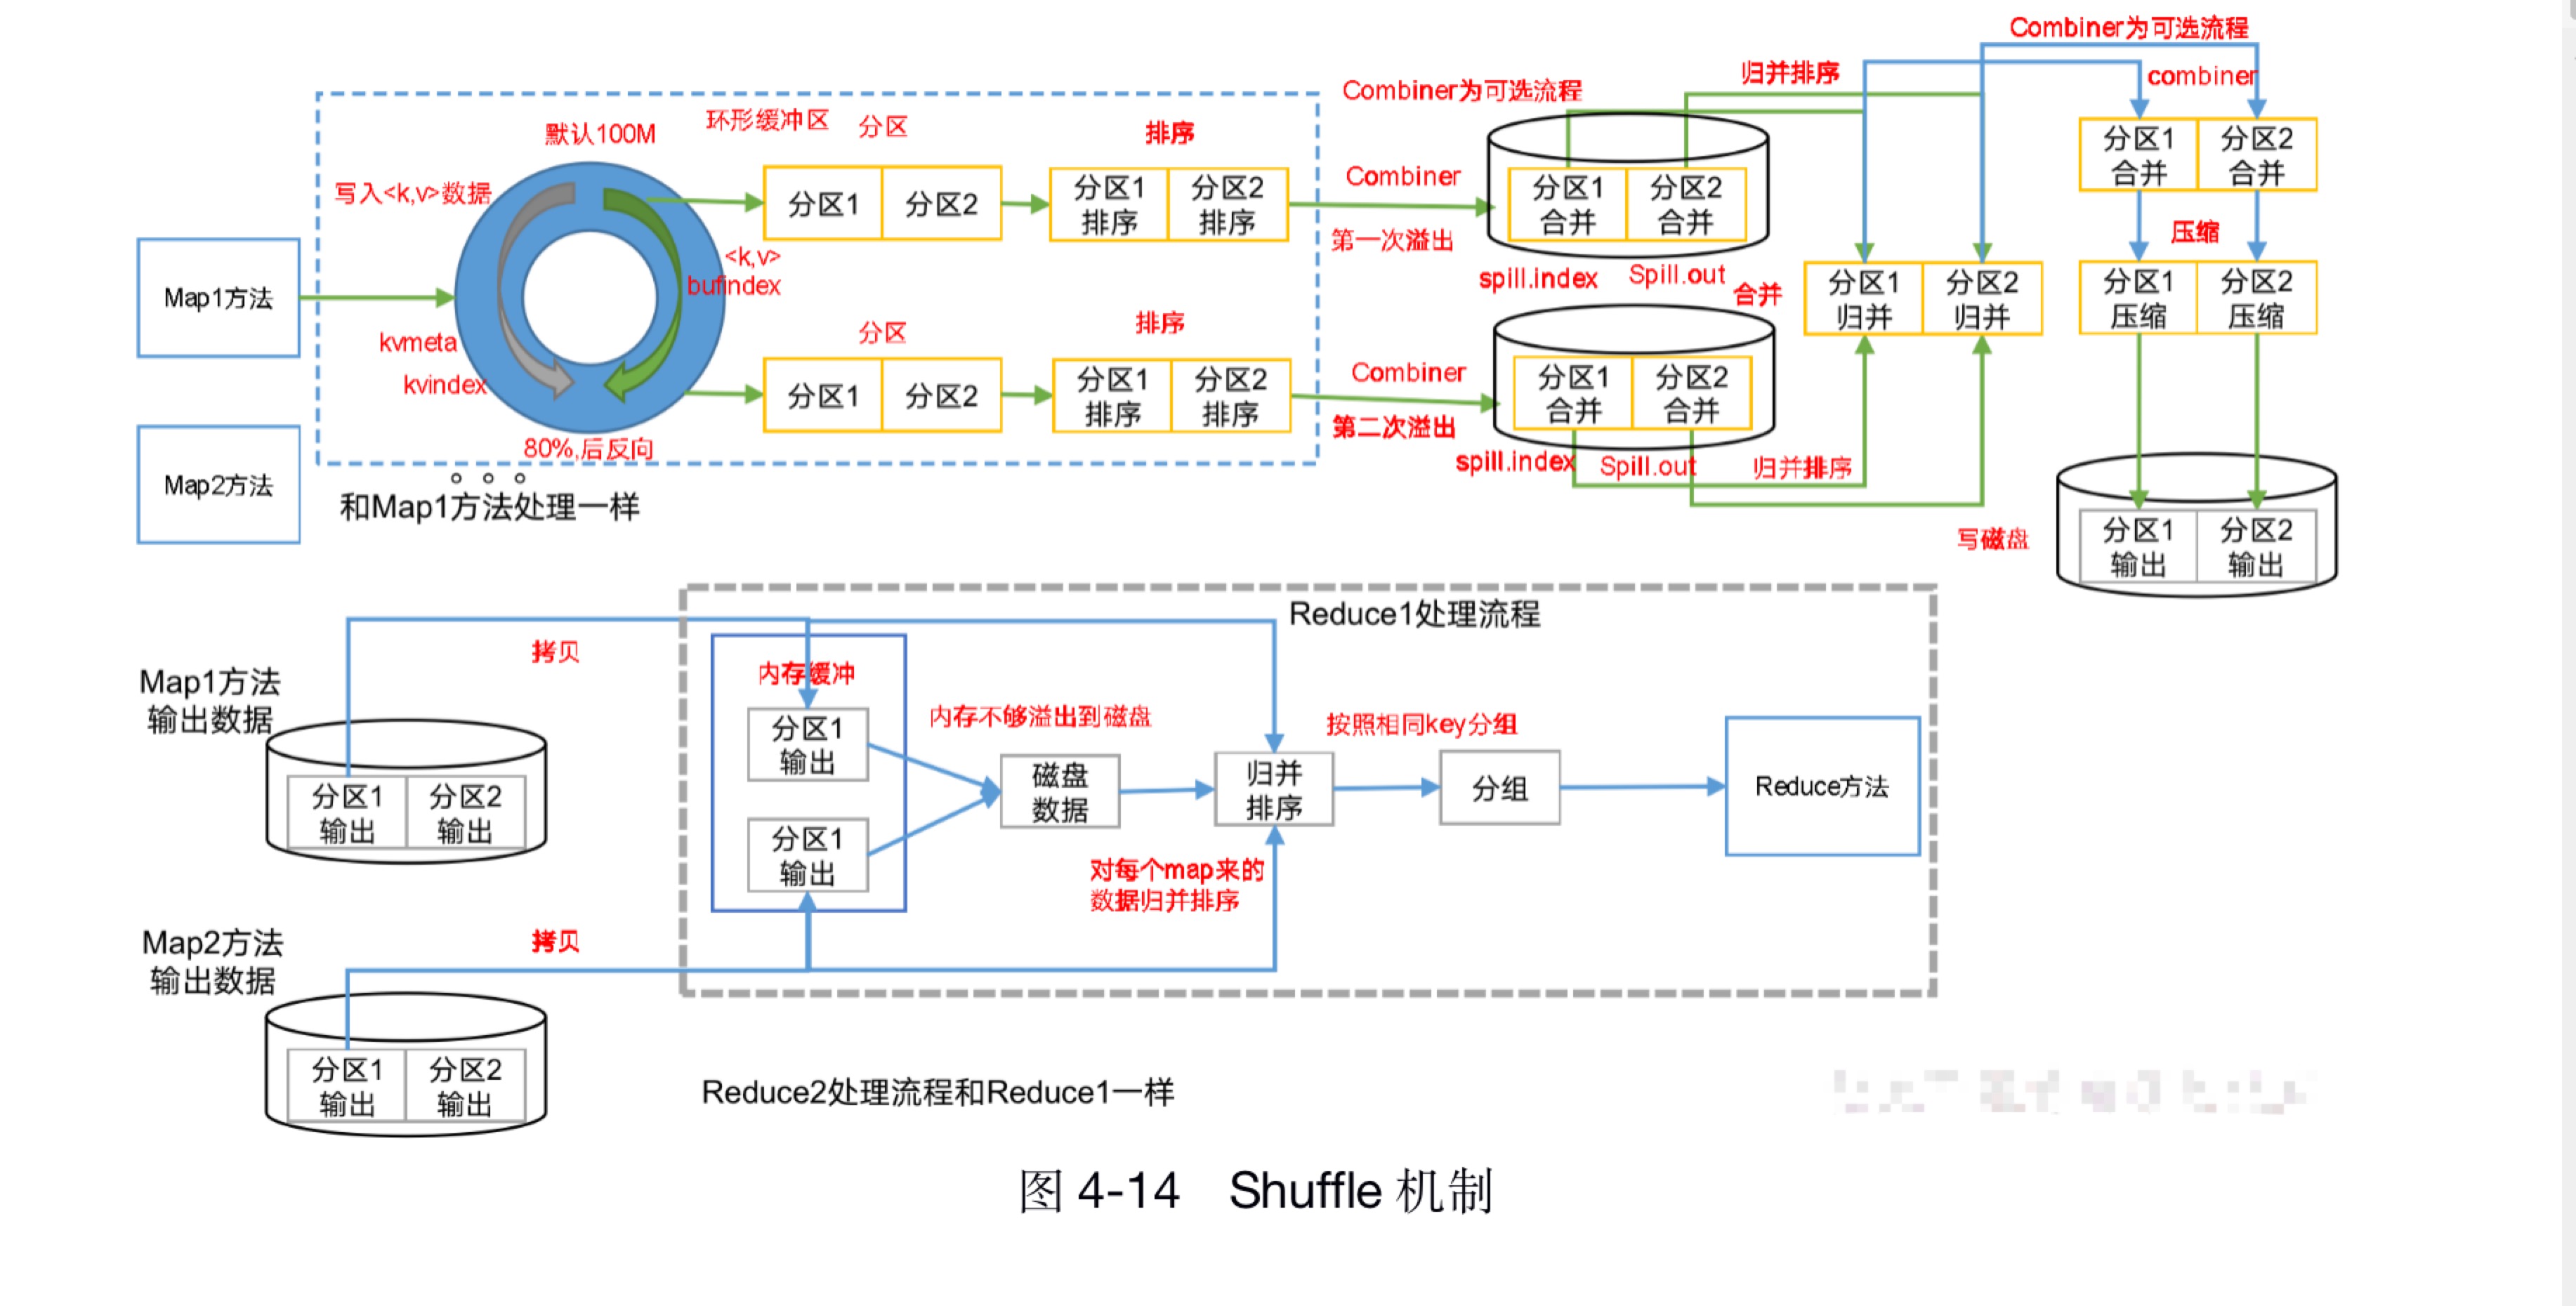 Combiner为可选流程
归并排序
combiner
Combiner为可选流程
默认100M
环形缓冲区
分区
排序
分区1
合并
分区2
合并
写入<k,v>数据
分区1
分区2
分区1
排序
分区2
排序
Combiner
分区1
合并
分区2
合并
第一次溢出
压缩
<k,v>
bufindex
spill.index
Spill.out
合并
分区1
归并
分区2
归并
分区1
压缩
分区2
压缩
Map1方法
kvmeta
kvindex
分区
排序
分区1
分区2
分区1
排序
分区2
排序
Combiner
第二次溢出
分区1
合并
分区2
合并
80%,后反向
spill.index
Spill.out
归并排序
Map2方法
和Map1方法处理一样
写磁盘
分区1
输出
分区2
输出
Reduce1处理流程
拷贝
Map1方法
输出数据
内存缓冲
分区1
输出
内存不够溢出到磁盘
按照相同key分组
分区1
输出
分区2
输出
磁盘
数据
归并
排序
分组
Reduce方法
分区1
输出
对每个map来的
数据归并排序
Map2方法
输出数据
拷贝
分区1
输出
分区2
输出
Reduce2处理流程和Reduce1一样
图 4-14 Shuffle 机制